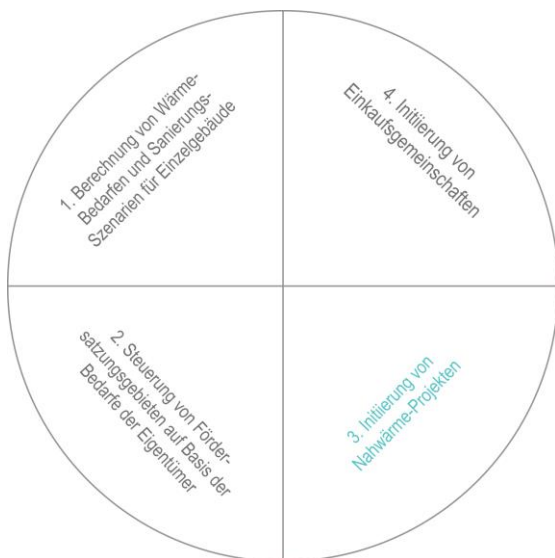 1. Berechnung von Wärme-
Bedarfen und Sanierungs-
Szenarien für Einzelgebäude
2. Steuerung von Förder-
satzungsgebieten auf Basis der
Bedarfe der Eigentümer
3. Initiierung von
Nahwärme-Projekten
4. Initiierung von
Einkaufsgemeinschaften